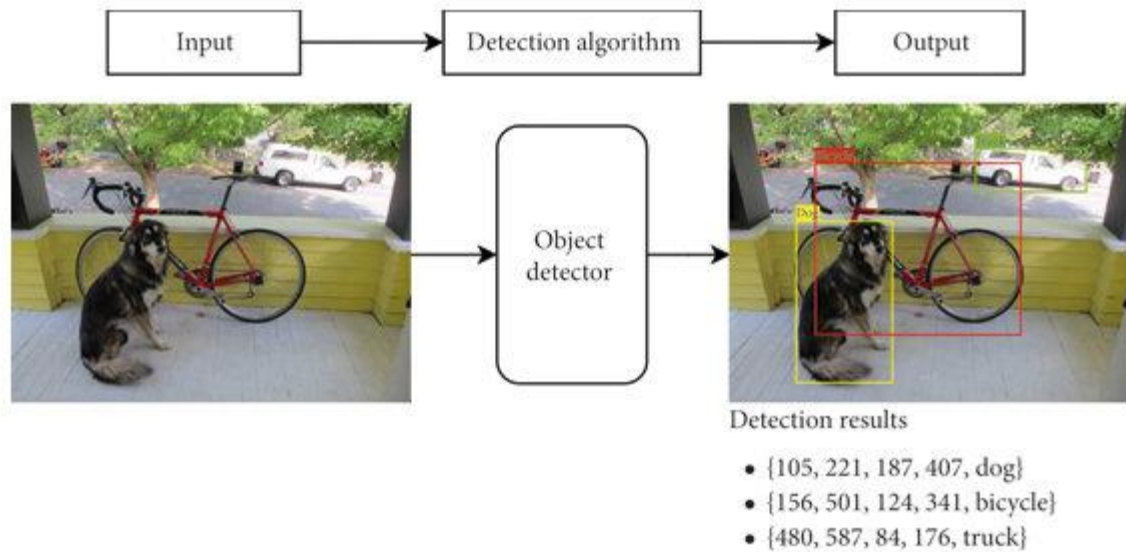 Input
Detection algorithm
Output
Object
detector
Dog
Detection results
• {105, 221, 187, 407, dog}
• {156, 501, 124, 341, bicycle}
• {480, 587, 84, 176, truck}